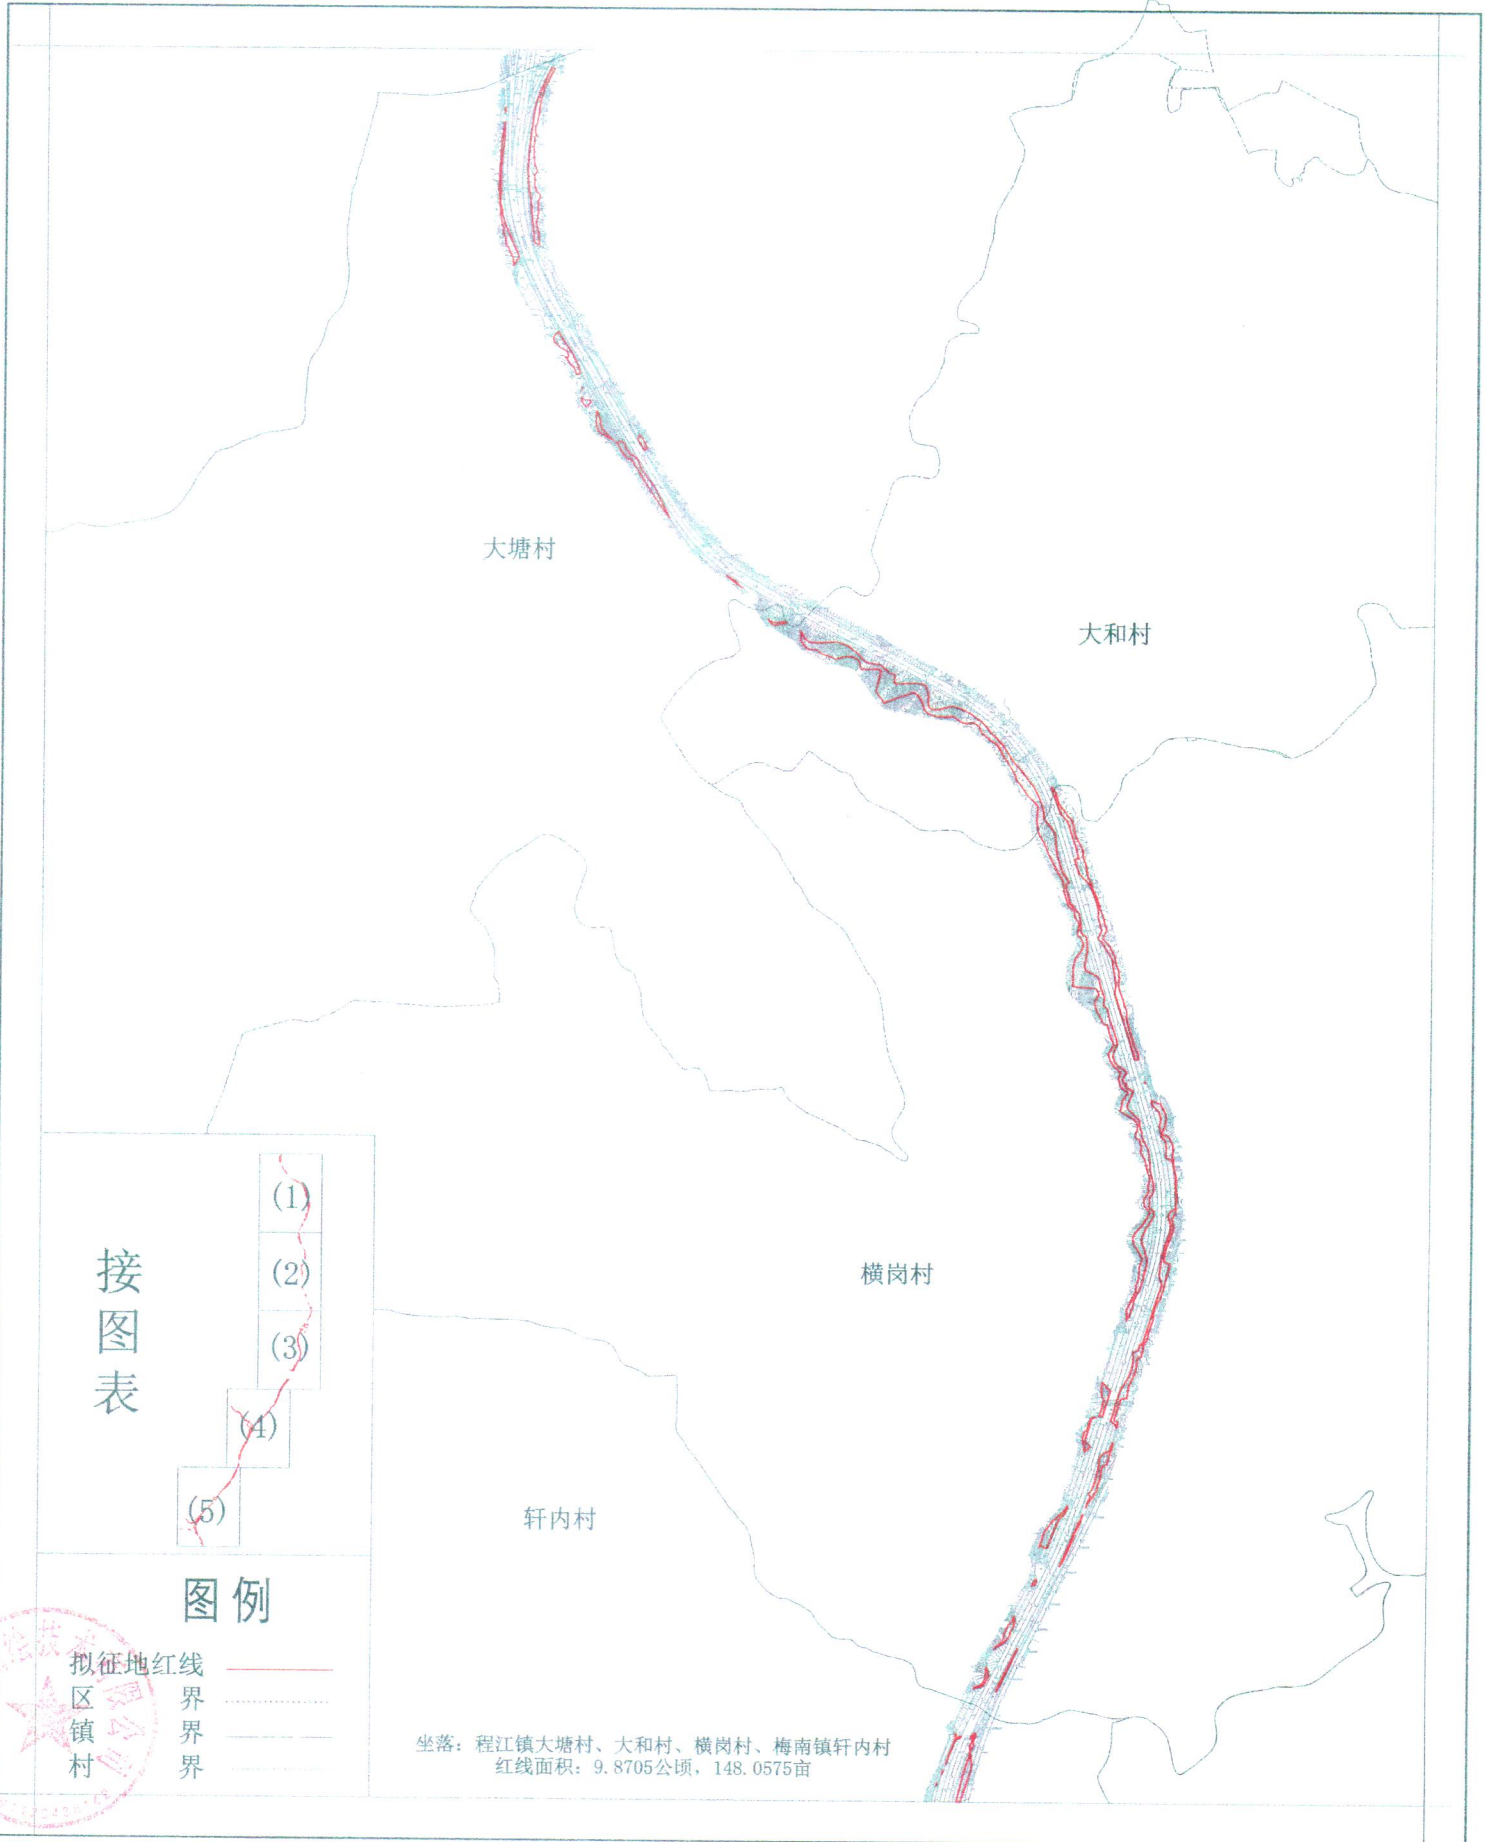 大塘村
大和村
(1)
(2)
(3)
(4)
(5)
接
图
表
横岗村
轩内村
图例
拟征地红线
区 界
镇 界
村 界
坐落：程江镇大塘村、大和村、横岗村、梅南镇轩内村
红线面积：9.8705公顷，148.0575亩